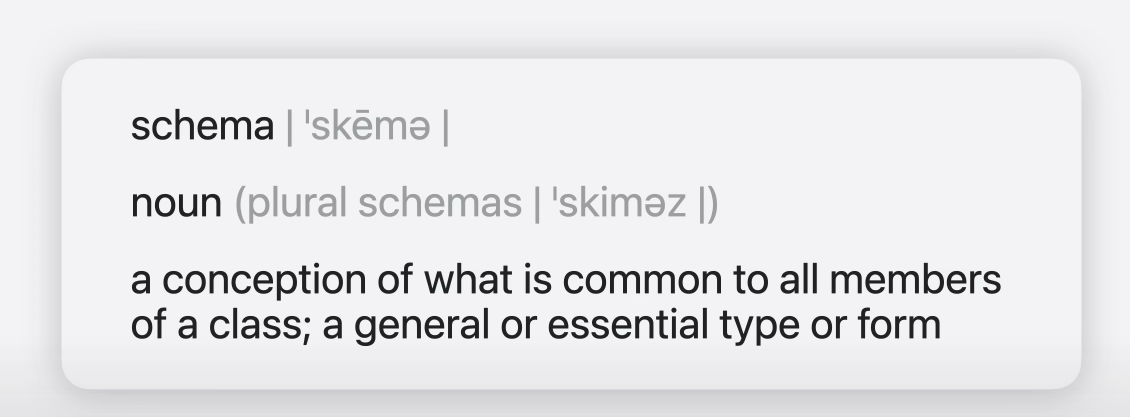 schema | ˈskēmə |
noun (plural schemas | ˈskiməz |)
a conception of what is common to all members
of a class; a general or essential type or form